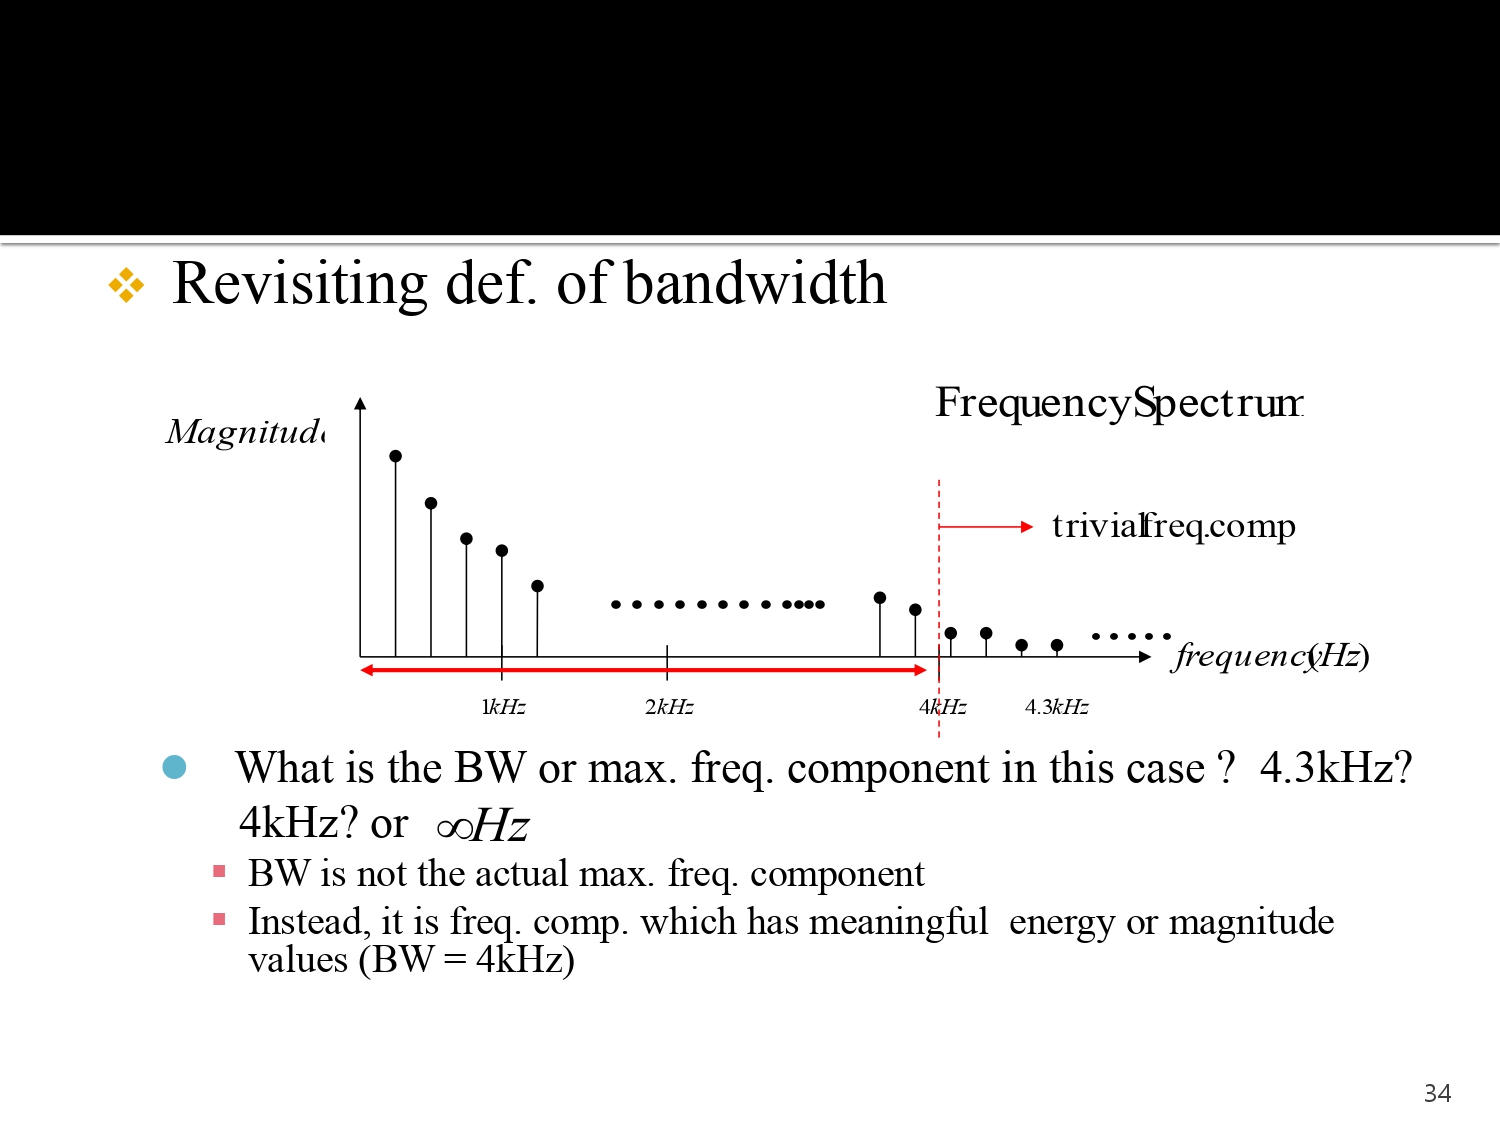 Revisiting def. of bandwidth
Frequency Spectrum
Magnitude
trivial freq.comp
frequency(Hz)
1kHz 2kHz 4kHz 4.3kHz
What is the BW or max. freq. component in this case ? 4.3kHz?
4kHz? or ∞Hz
BW is not the actual max. freq. component
Instead, it is freq. comp. which has meaningful energy or magnitude
values (BW = 4kHz)
34